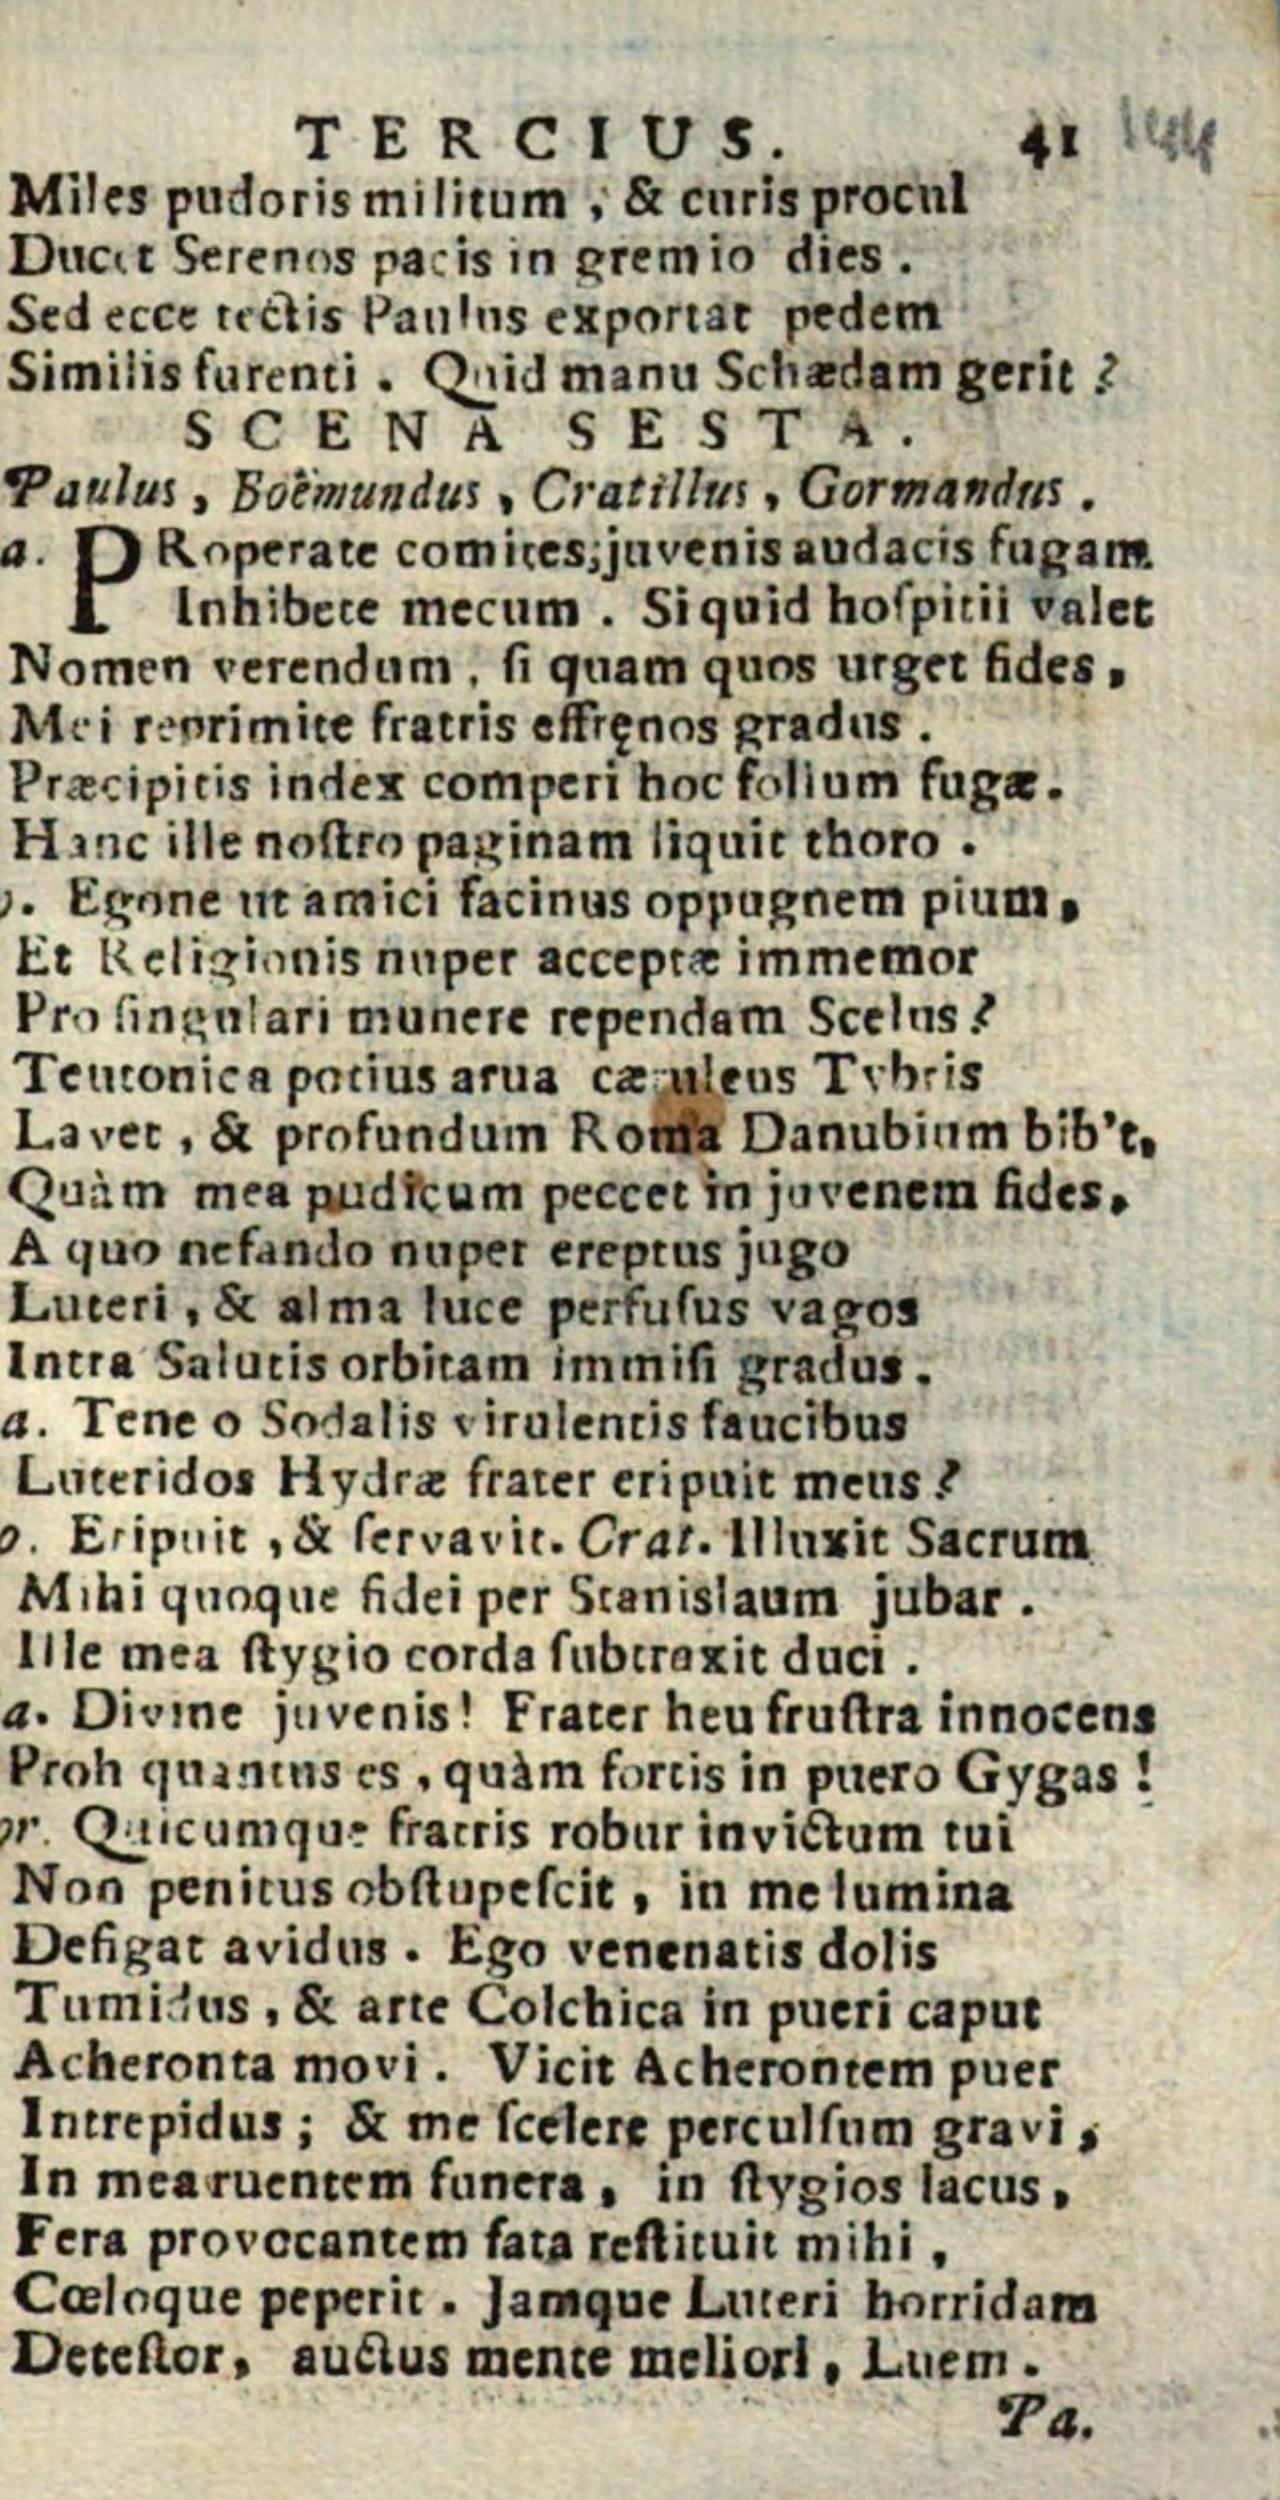 TERCIUS. 41 144
Miles pudoris militum , & curis procul
Ducit Serenos pacis in gremio dies .
Sed ecce tectis Paulus exportat pedem
Similis furenti . Quid manu Schædam gerit ?
SCENA SESTA.
Paulus , Boëmundus , Cratillus , Gormandus .
a. PRoperate comites; juvenis audacis fugam
Inhibete mecum . Si quid hoſpitii valet
Nomen verendum , ſi quam quos urget fides ,
Mei reprimite fratris effręnos gradus .
Præcipitis index comperi hoc folium fugæ .
Hanc ille noſtro paginam liquit thoro .
o. Egone ut amici facinus oppugnem pium ,
Et Religionis nuper acceptæ immemor
Pro ſingulari munere rependam Scelus ?
Teutonica potius arua cæruleus Tybris
Lavet , & profundum Roma Danubium bib't,
Quàm mea pudicum peccet in juvenem fides ,
A quo nefando nuper ereptus jugo
Luteri , & alma luce perfuſus vagos
Intra Salutis orbitam immiſi gradus .
a. Tene o Sodalis virulentis faucibus
Luteridos Hydræ frater eripuit meus ?
o. Eripuit , & ſervavit. Crat. Illuxit Sacrum
Mihi quoque fidei per Stanislaum jubar .
Ille mea ſtygio corda ſubtraxit duci .
a. Divine juvenis! Frater heu fruſtra innocens
Proh quantus es , quàm fortis in puero Gygas !
or. Quicumque fratris robur invictum tui
Non penitus obſtupeſcit , in me lumina
Defigat avidus . Ego venenatis dolis
Tumidus , & arte Colchica in pueri caput
Acheronta movi . Vicit Acherontem puer
Intrepidus ; & me ſcelere perculſum gravi ,
In mea ruentem funera , in ſtygios lacus ,
Fera provocantem fata reſtituit mihi ,
Cœloque peperit . Jamque Luteri horridam
Deteſtor , auctus mente meliori , Luem .
Pa.